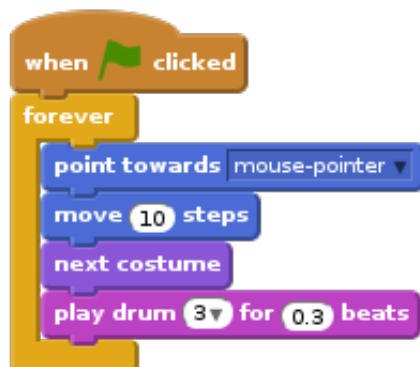 when clicked
forever
point towards mouse-pointer
move 10 steps
next costume
play drum 3 for 0.3 beats